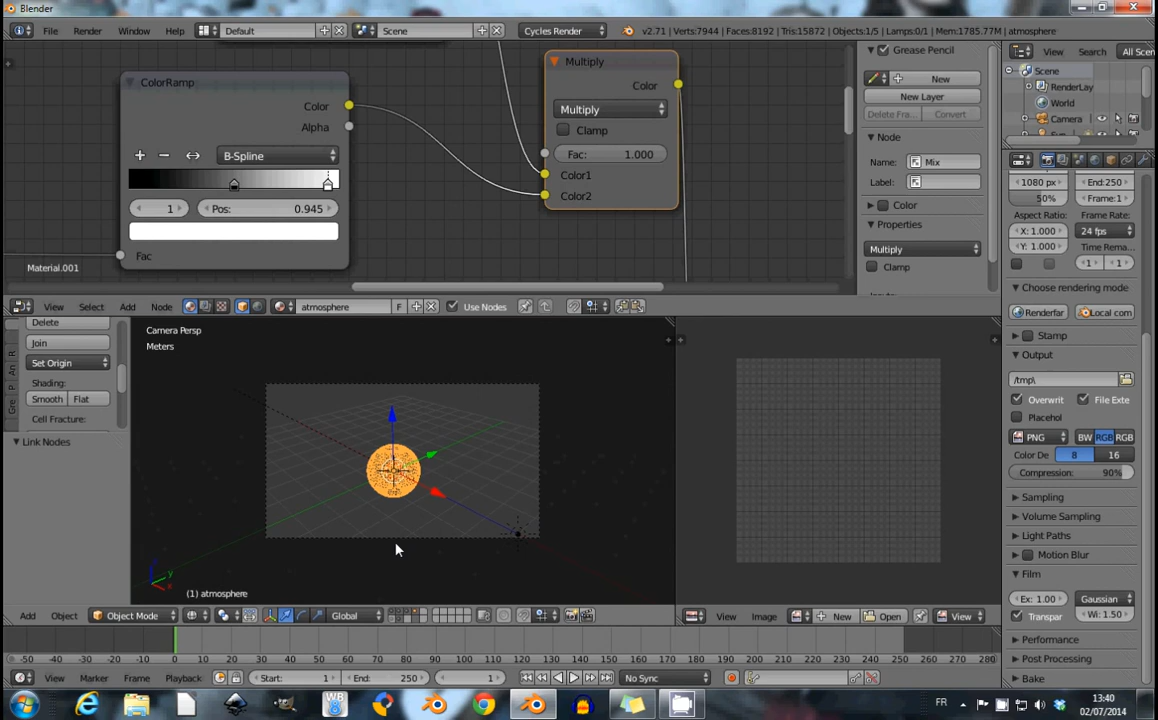 Blender
File Render Window Help Default Scene Cycles Render v2.71 | Verts:7944 | Faces:8192 | Tris:15872 | Objects:1/5 | Lamps:0/1 | Mem:1785.77M | atmosphere
ColorRamp
Color
Alpha
B-Spline
1 Pos: 0.945
Fac
Material.001
Multiply
Color
Multiply
Clamp
Fac: 1.000
Color1
Color2
Grease Pencil
New
New Layer
Delete Fra... Convert
Node
Name: Mix
Label:
Color
Properties
Multiply
Clamp
View Search All Scen
Scene
RenderLay
World
Camera
1080 px End:250
50% Frame:1
Aspect Ratio: Frame Rate:
X: 1.000 24 fps
Y: 1.000 Time Rema...
1 1
Choose rendering mode
Renderfar Local com
Stamp
Output
/tmp\
Overwrit File Exte
Placehol
PNG BW RGB RGB
Color De 8 16
Compression: 90%
Sampling
Volume Sampling
Light Paths
Motion Blur
Film
Ex: 1.00 Gaussian
Transpar Wi: 1.50
Performance
Post Processing
Bake
View Select Add Node atmosphere F Use Nodes
Delete
Join
Set Origin
Shading:
Smooth Flat
Cell Fracture:
Link Nodes
Camera Persp
Meters
(1) atmosphere
Add Object Object Mode Global
View Image New Open View
-50 -40 -30 -20 -10 0 10 20 30 40 50 60 70 80 90 100 110 120 130 140 150 160 170 180 190 200 210 220 230 240 250 260 270 280
View Marker Frame Playback Start: 1 End: 250 1 No Sync
FR 13:40
02/07/2014